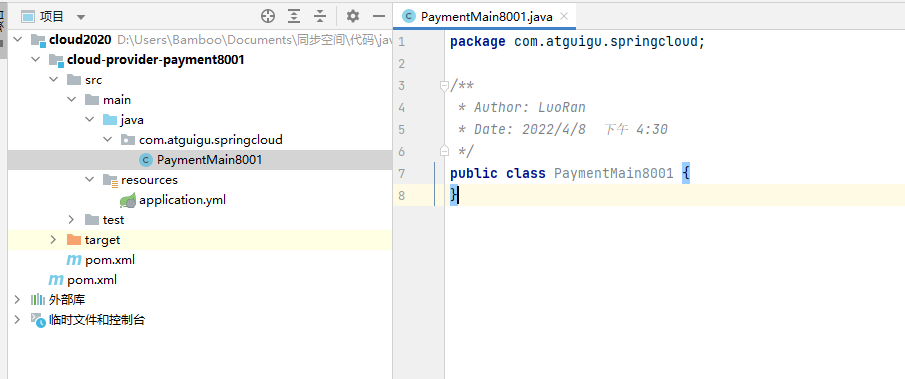 项目
PaymentMain8001.java
cloud2020 D:\Users\Bamboo\Documents\同步空间\代码\jav
cloud-provider-payment8001
src
main
java
com.atguigu.springcloud
PaymentMain8001
resources
application.yml
test
target
pom.xml
pom.xml
外部库
临时文件和控制台
1 package com.atguigu.springcloud;
2
3 /**
4 * Author: LuoRan
5 * Date: 2022/4/8 下午 4:30
6 */
7 public class PaymentMain8001 {
8 }